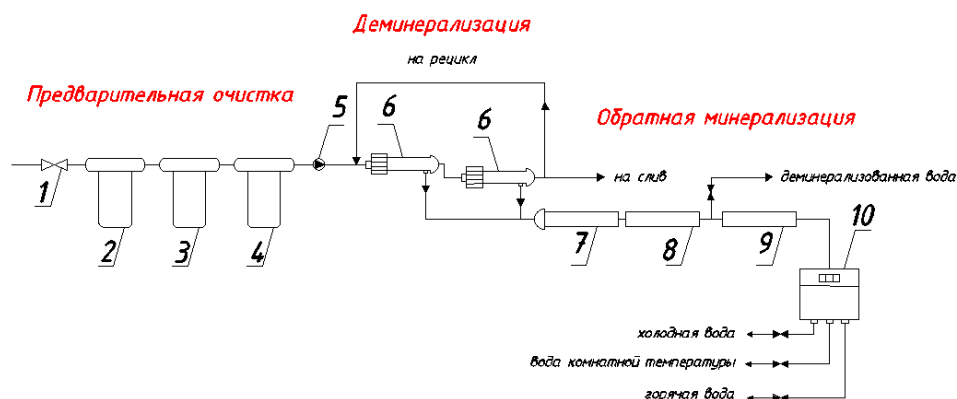 Деминерализация
на рецикл
Предварительная очистка
5
6
6
Обратная минерализация
1
2
3
4
на слив
деминерализованная вода
7
8
9
10
холодная вода
вода комнатной температуры
горячая вода